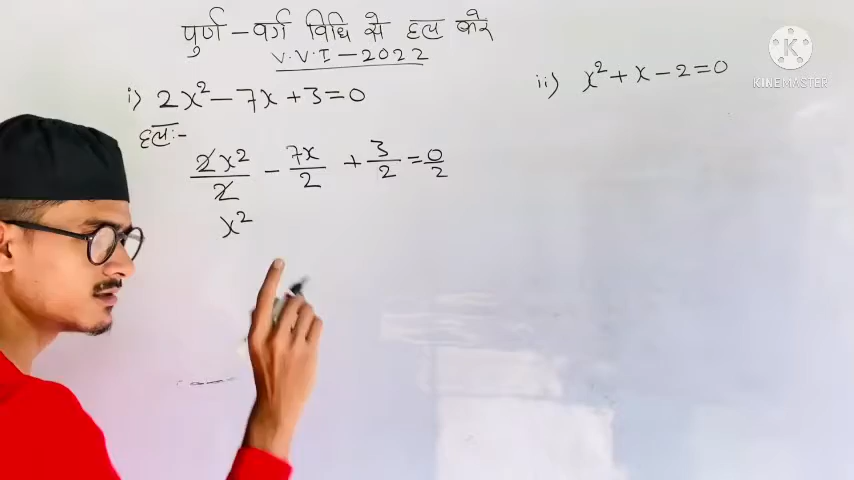 पुर्ण – वर्ग विधि से हल करे
V.V.I – 2022
i) 2x² – 7x + 3 = 0
हल:-
2x²/2 – 7x/2 + 3/2 = 0/2
x²
ii) x² + x – 2 = 0
KINEMASTER